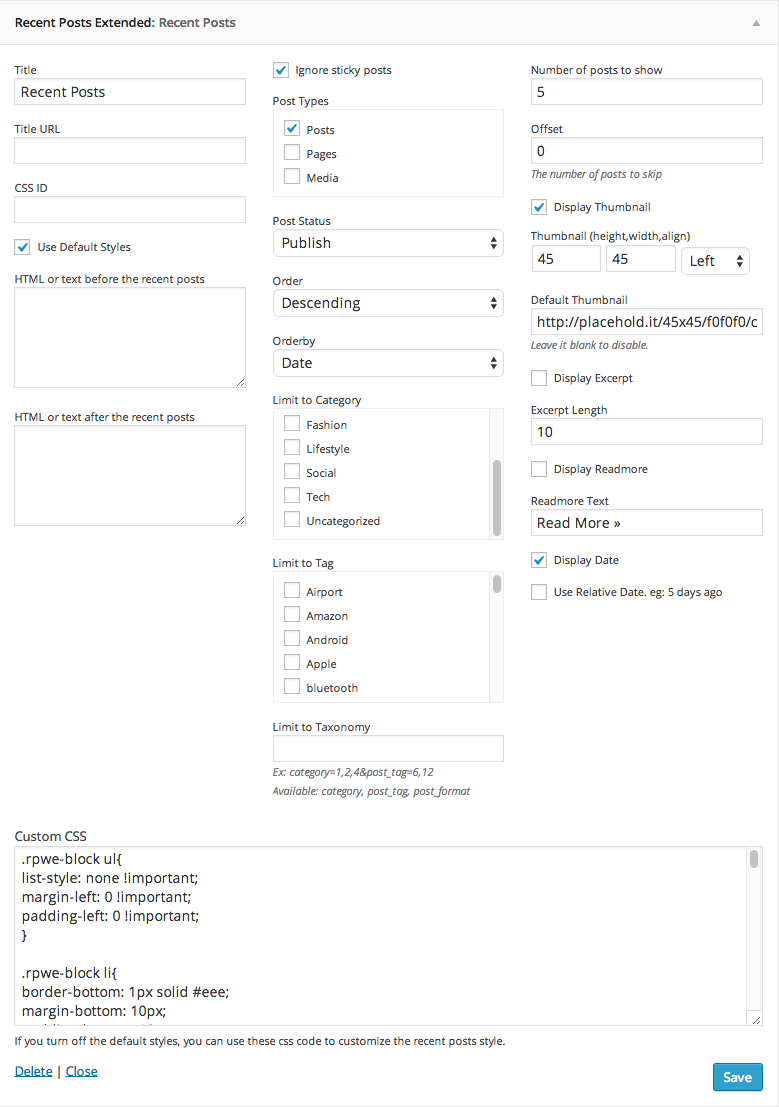 Recent Posts Extended: Recent Posts
Title
Recent Posts
Title URL
CSS ID
Use Default Styles
HTML or text before the recent posts
HTML or text after the recent posts
Ignore sticky posts
Post Types
Posts
Pages
Media
Post Status
Publish
Order
Descending
Orderby
Date
Limit to Category
Fashion
Lifestyle
Social
Tech
Uncategorized
Limit to Tag
Airport
Amazon
Android
Apple
bluetooth
Limit to Taxonomy
Ex: category=1,2,4&post_tag=6,12
Available: category, post_tag, post_format
Number of posts to show
5
Offset
0
The number of posts to skip
Display Thumbnail
Thumbnail (height,width,align)
45 45 Left
Default Thumbnail
http://placehold.it/45x45/f0f0f0/c
Leave it blank to disable.
Display Excerpt
Excerpt Length
10
Display Readmore
Readmore Text
Read More »
Display Date
Use Relative Date. eg: 5 days ago
Custom CSS
.rpwe-block ul{
list-style: none !important;
margin-left: 0 !important;
padding-left: 0 !important;
}
.rpwe-block li{
border-bottom: 1px solid #eee;
margin-bottom: 10px;
If you turn off the default styles, you can use these css code to customize the recent posts style.
Delete | Close
Save